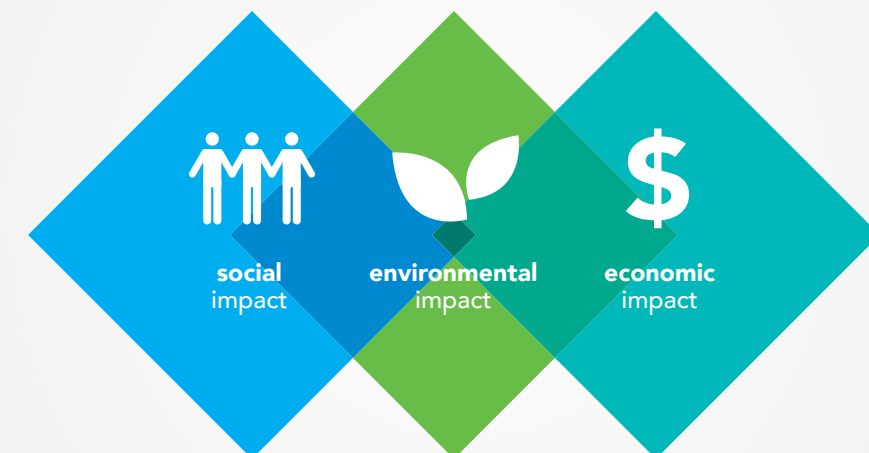 $
social
impact
environmental
impact
economic
impact